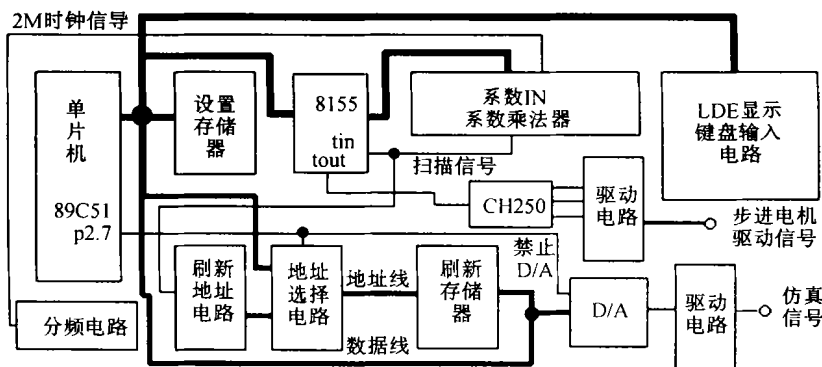 2M时钟信导
单
片
机
89C51
p2.7
设置
存储
器
8155
tin
tout
系数IN
系数乘法器
扫描信号
LDE显示
键盘输入
电路
CH250
驱动
电路
步进电机
驱动信号
禁止
D/A
刷新
地址
电路
地址
选择
电路
地址线
数据线
刷新
存储
器
D/A
驱动
电路
仿真
信号
分频电路